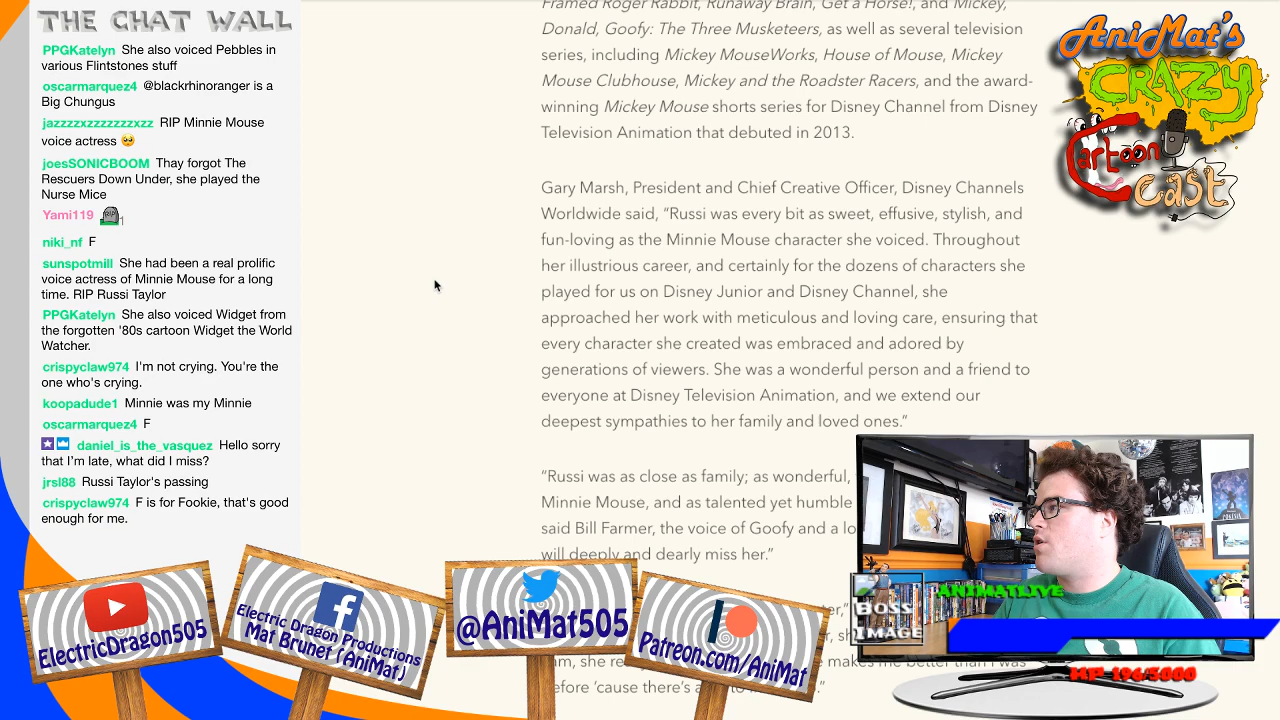 THE CHAT WALL
PPGKatelyn She also voiced Pebbles in
various Flintstones stuff
oscarmarquez4 @blackrhinoranger is a
Big Chungus
jazzzzxzzzzzzzxzz RIP Minnie Mouse
voice actress 🥺
joesSONICBOOM Thay forgot The
Rescuers Down Under, she played the
Nurse Mice
Yami119
niki_nf F
sunspotmill She had been a real prolific
voice actress of Minnie Mouse for a long
time. RIP Russi Taylor
PPGKatelyn She also voiced Widget from
the forgotten '80s cartoon Widget the World
Watcher.
crispyclaw974 I'm not crying. You're the
one who's crying.
koopadude1 Minnie was my Minnie
oscarmarquez4 F
daniel_is_the_vasquez Hello sorry
that I'm late, what did I miss?
jrsl88 Russi Taylor's passing
crispyclaw974 F is for Fookie, that's good
enough for me.
Framed Roger Rabbit, Runaway Brain, Get a Horse!, and Mickey,
Donald, Goofy: The Three Musketeers, as well as several television
series, including Mickey MouseWorks, House of Mouse, Mickey
Mouse Clubhouse, Mickey and the Roadster Racers, and the award-
winning Mickey Mouse shorts series for Disney Channel from Disney
Television Animation that debuted in 2013.
Gary Marsh, President and Chief Creative Officer, Disney Channels
Worldwide said, “Russi was every bit as sweet, effusive, stylish, and
fun-loving as the Minnie Mouse character she voiced. Throughout
her illustrious career, and certainly for the dozens of characters she
played for us on Disney Junior and Disney Channel, she
approached her work with meticulous and loving care, ensuring that
every character she created was embraced and adored by
generations of viewers. She was a wonderful person and a friend to
everyone at Disney Television Animation, and we extend our
deepest sympathies to her family and loved ones.”
“Russi was as close as family; as wonderful,
Minnie Mouse, and as talented yet humble
said Bill Farmer, the voice of Goofy and a lo
will deeply and dearly miss her.”
she re
makes me better than I was
before ’cause there's a
AniMat's
CRAZY
Cartoon
Cast
ANIMATLIVE
BOSS
IMAGE
HP 196/5000
ElectricDragon505
Electric Dragon Productions
Mat Brunet (AniMat)
@AniMat505
Patreon.com/AniMat